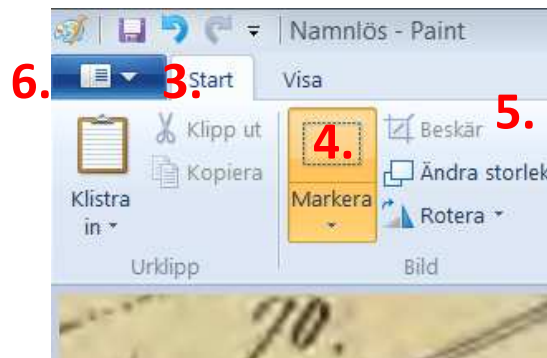 Namnlös - Paint
6. 3. Start Visa
Klipp ut 4. Beskär 5.
Kopiera Ändra storlek
Klistra in Markera Rotera
Urklipp Bild
70.